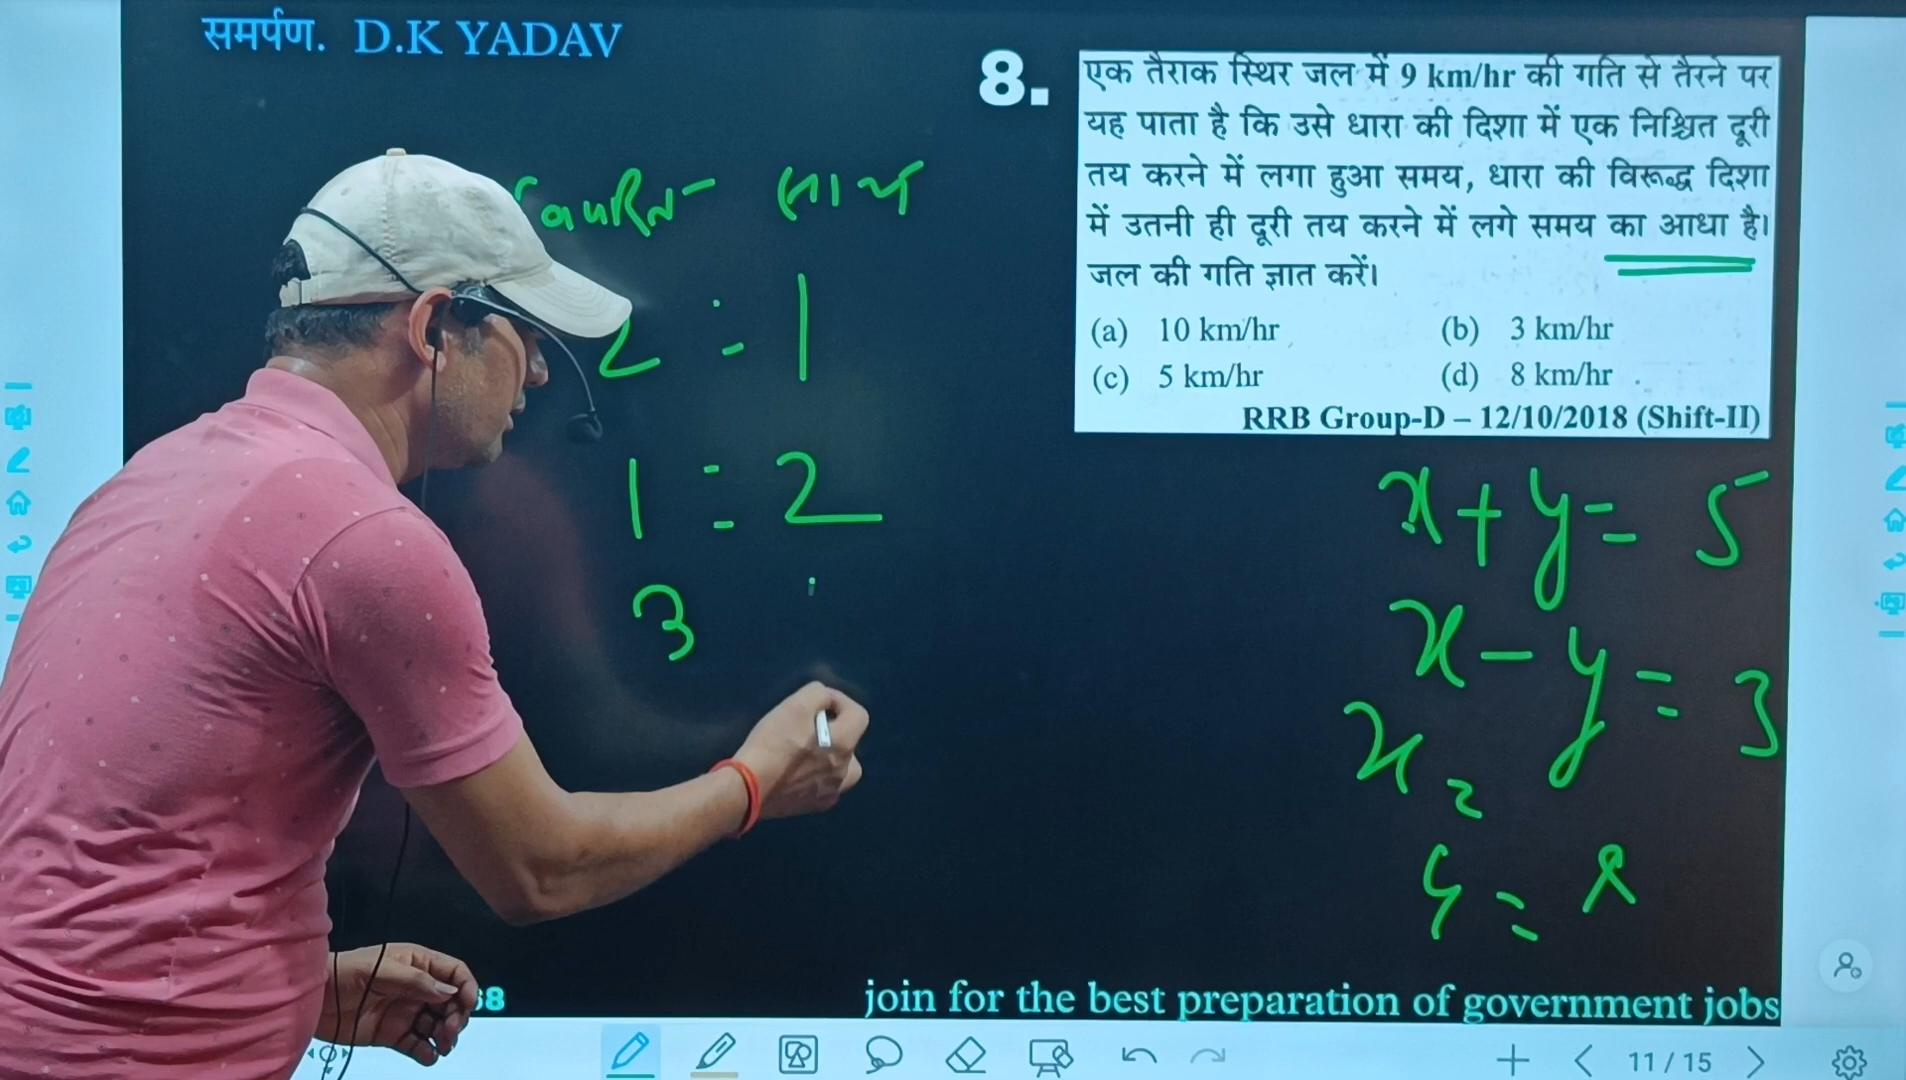 समर्पण. D.K YADAV
8.
एक तैराक स्थिर जल में 9 km/hr की गति से तैरने पर
यह पाता है कि उसे धारा की दिशा में एक निश्चित दूरी
तय करने में लगा हुआ समय, धारा की विरूद्ध दिशा
में उतनी ही दूरी तय करने में लगे समय का आधा है।
जल की गति ज्ञात करें।
(a) 10 km/hr (b) 3 km/hr
(c) 5 km/hr (d) 8 km/hr
RRB Group-D – 12/10/2018 (Shift-II)
2 : 1
1 : 2
3
x+y= 5
x-y= 3
join for the best preparation of government jobs
11 / 15